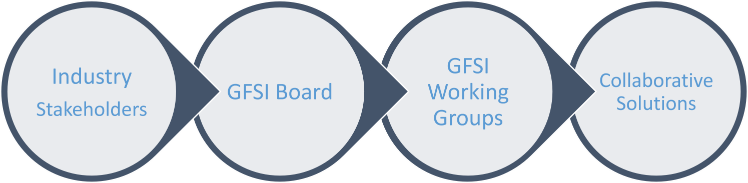 Industry
Stakeholders
GFSI Board
GFSI
Working
Groups
Collaborative
Solutions